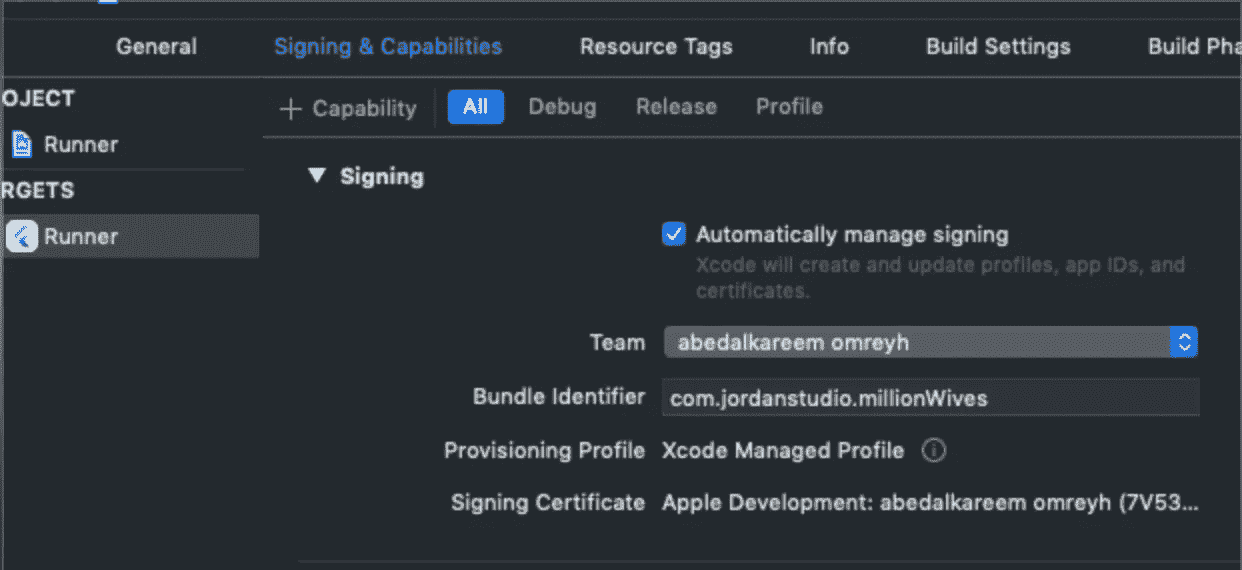 General Signing & Capabilities Resource Tags Info Build Settings Build Pha
OJECT
+ Capability All Debug Release Profile
Runner
Signing
RGETS
Runner
Automatically manage signing
Xcode will create and update profiles, app IDs, and
certificates.
Team abedalkareem omreyh
Bundle Identifier com.jordanstudio.millionWives
Provisioning Profile Xcode Managed Profile
Signing Certificate Apple Development: abedalkareem omreyh (7V53...